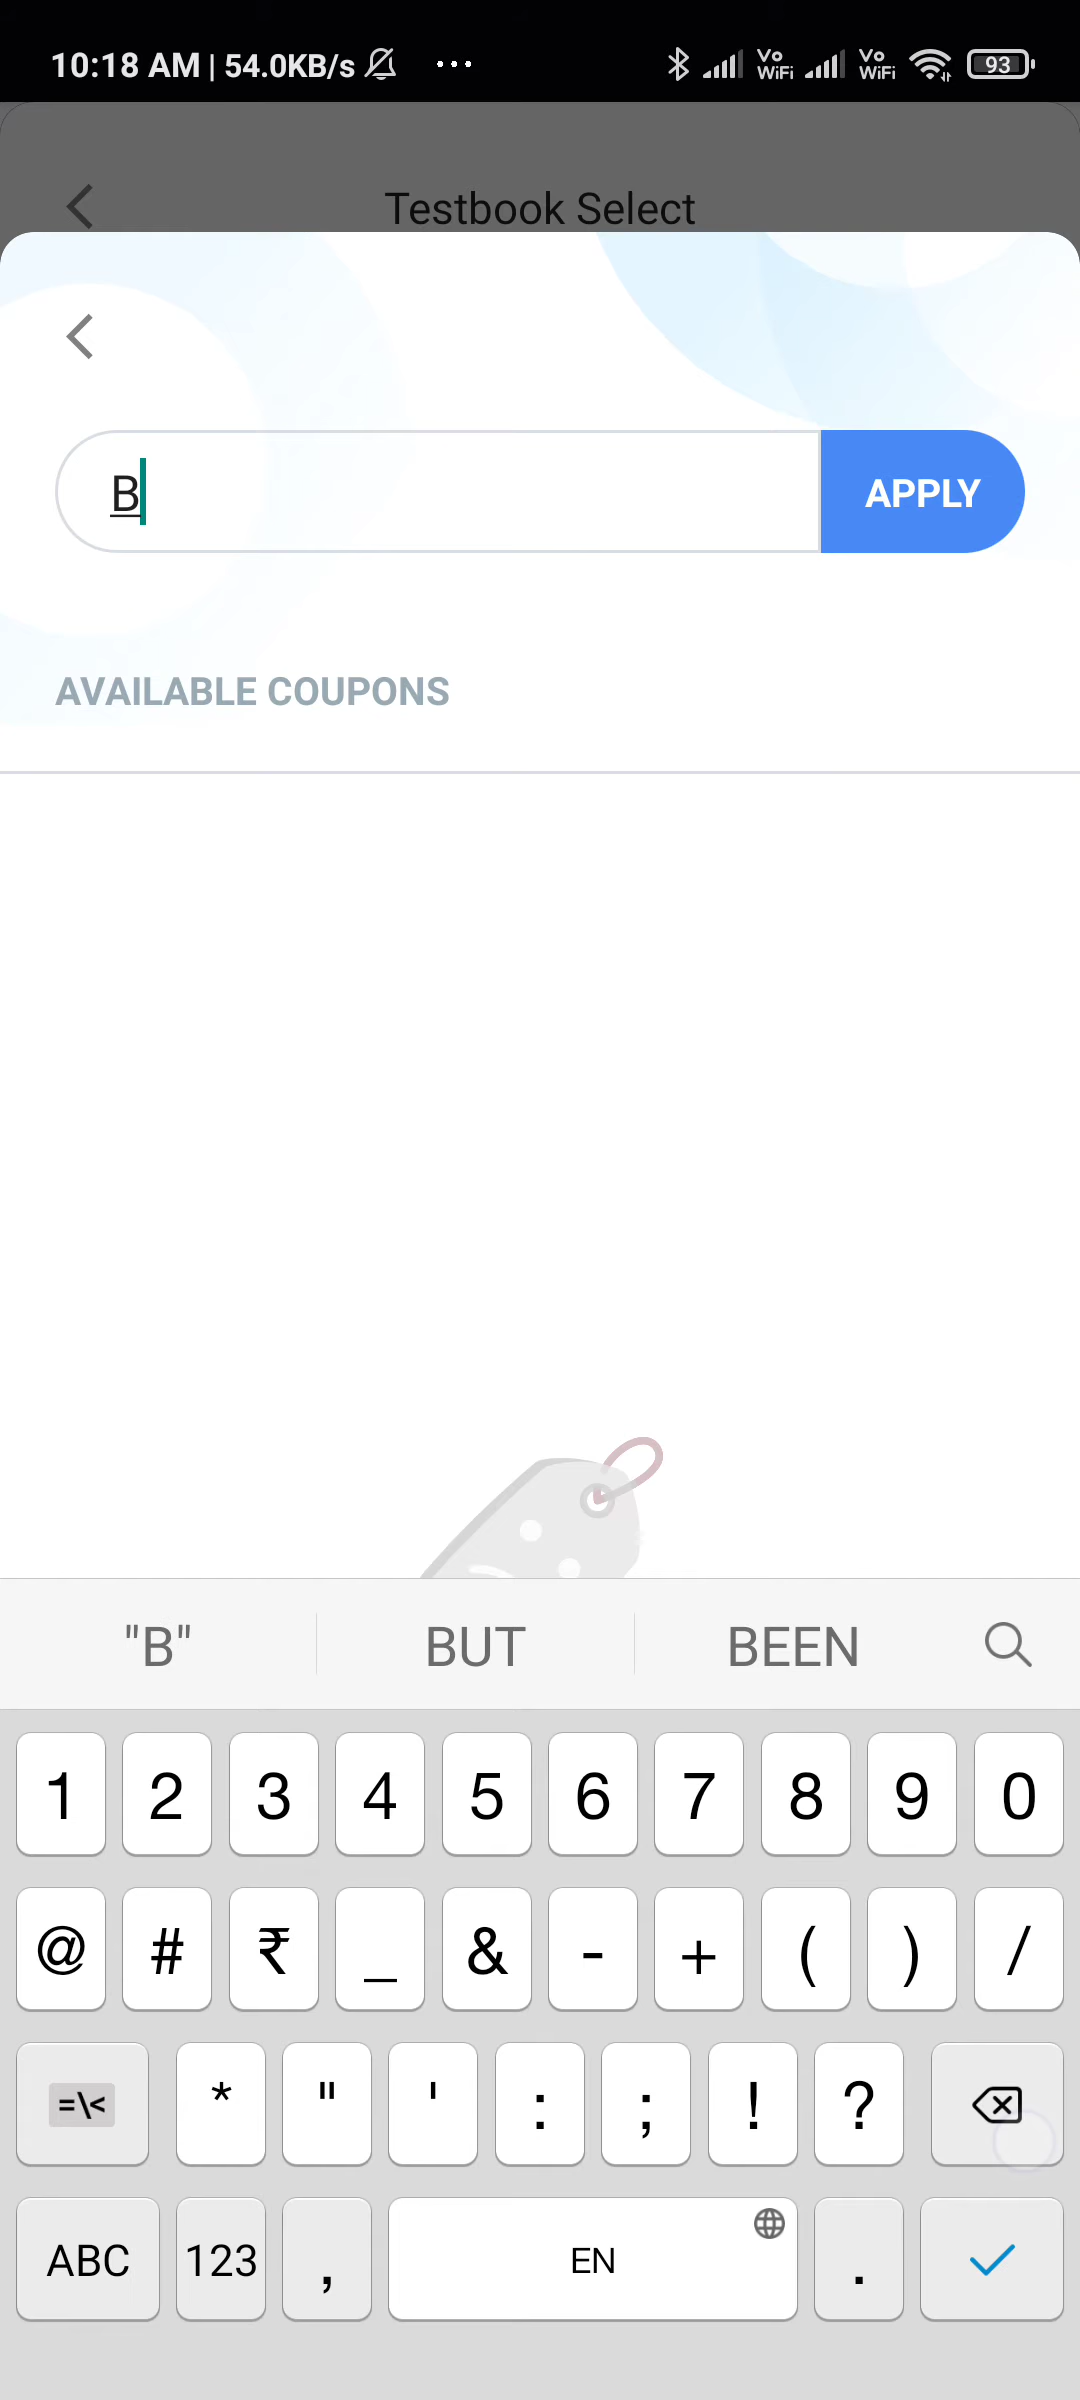 10:18 AM | 54.0KB/s ... Vo WiFi Vo WiFi 93
Testbook Select
B
APPLY
AVAILABLE COUPONS
"B" BUT BEEN
1 2 3 4 5 6 7 8 9 0
@ # ₹ _ & - + ( ) /
=\< * " ' : ; ! ?
ABC 123 , EN .